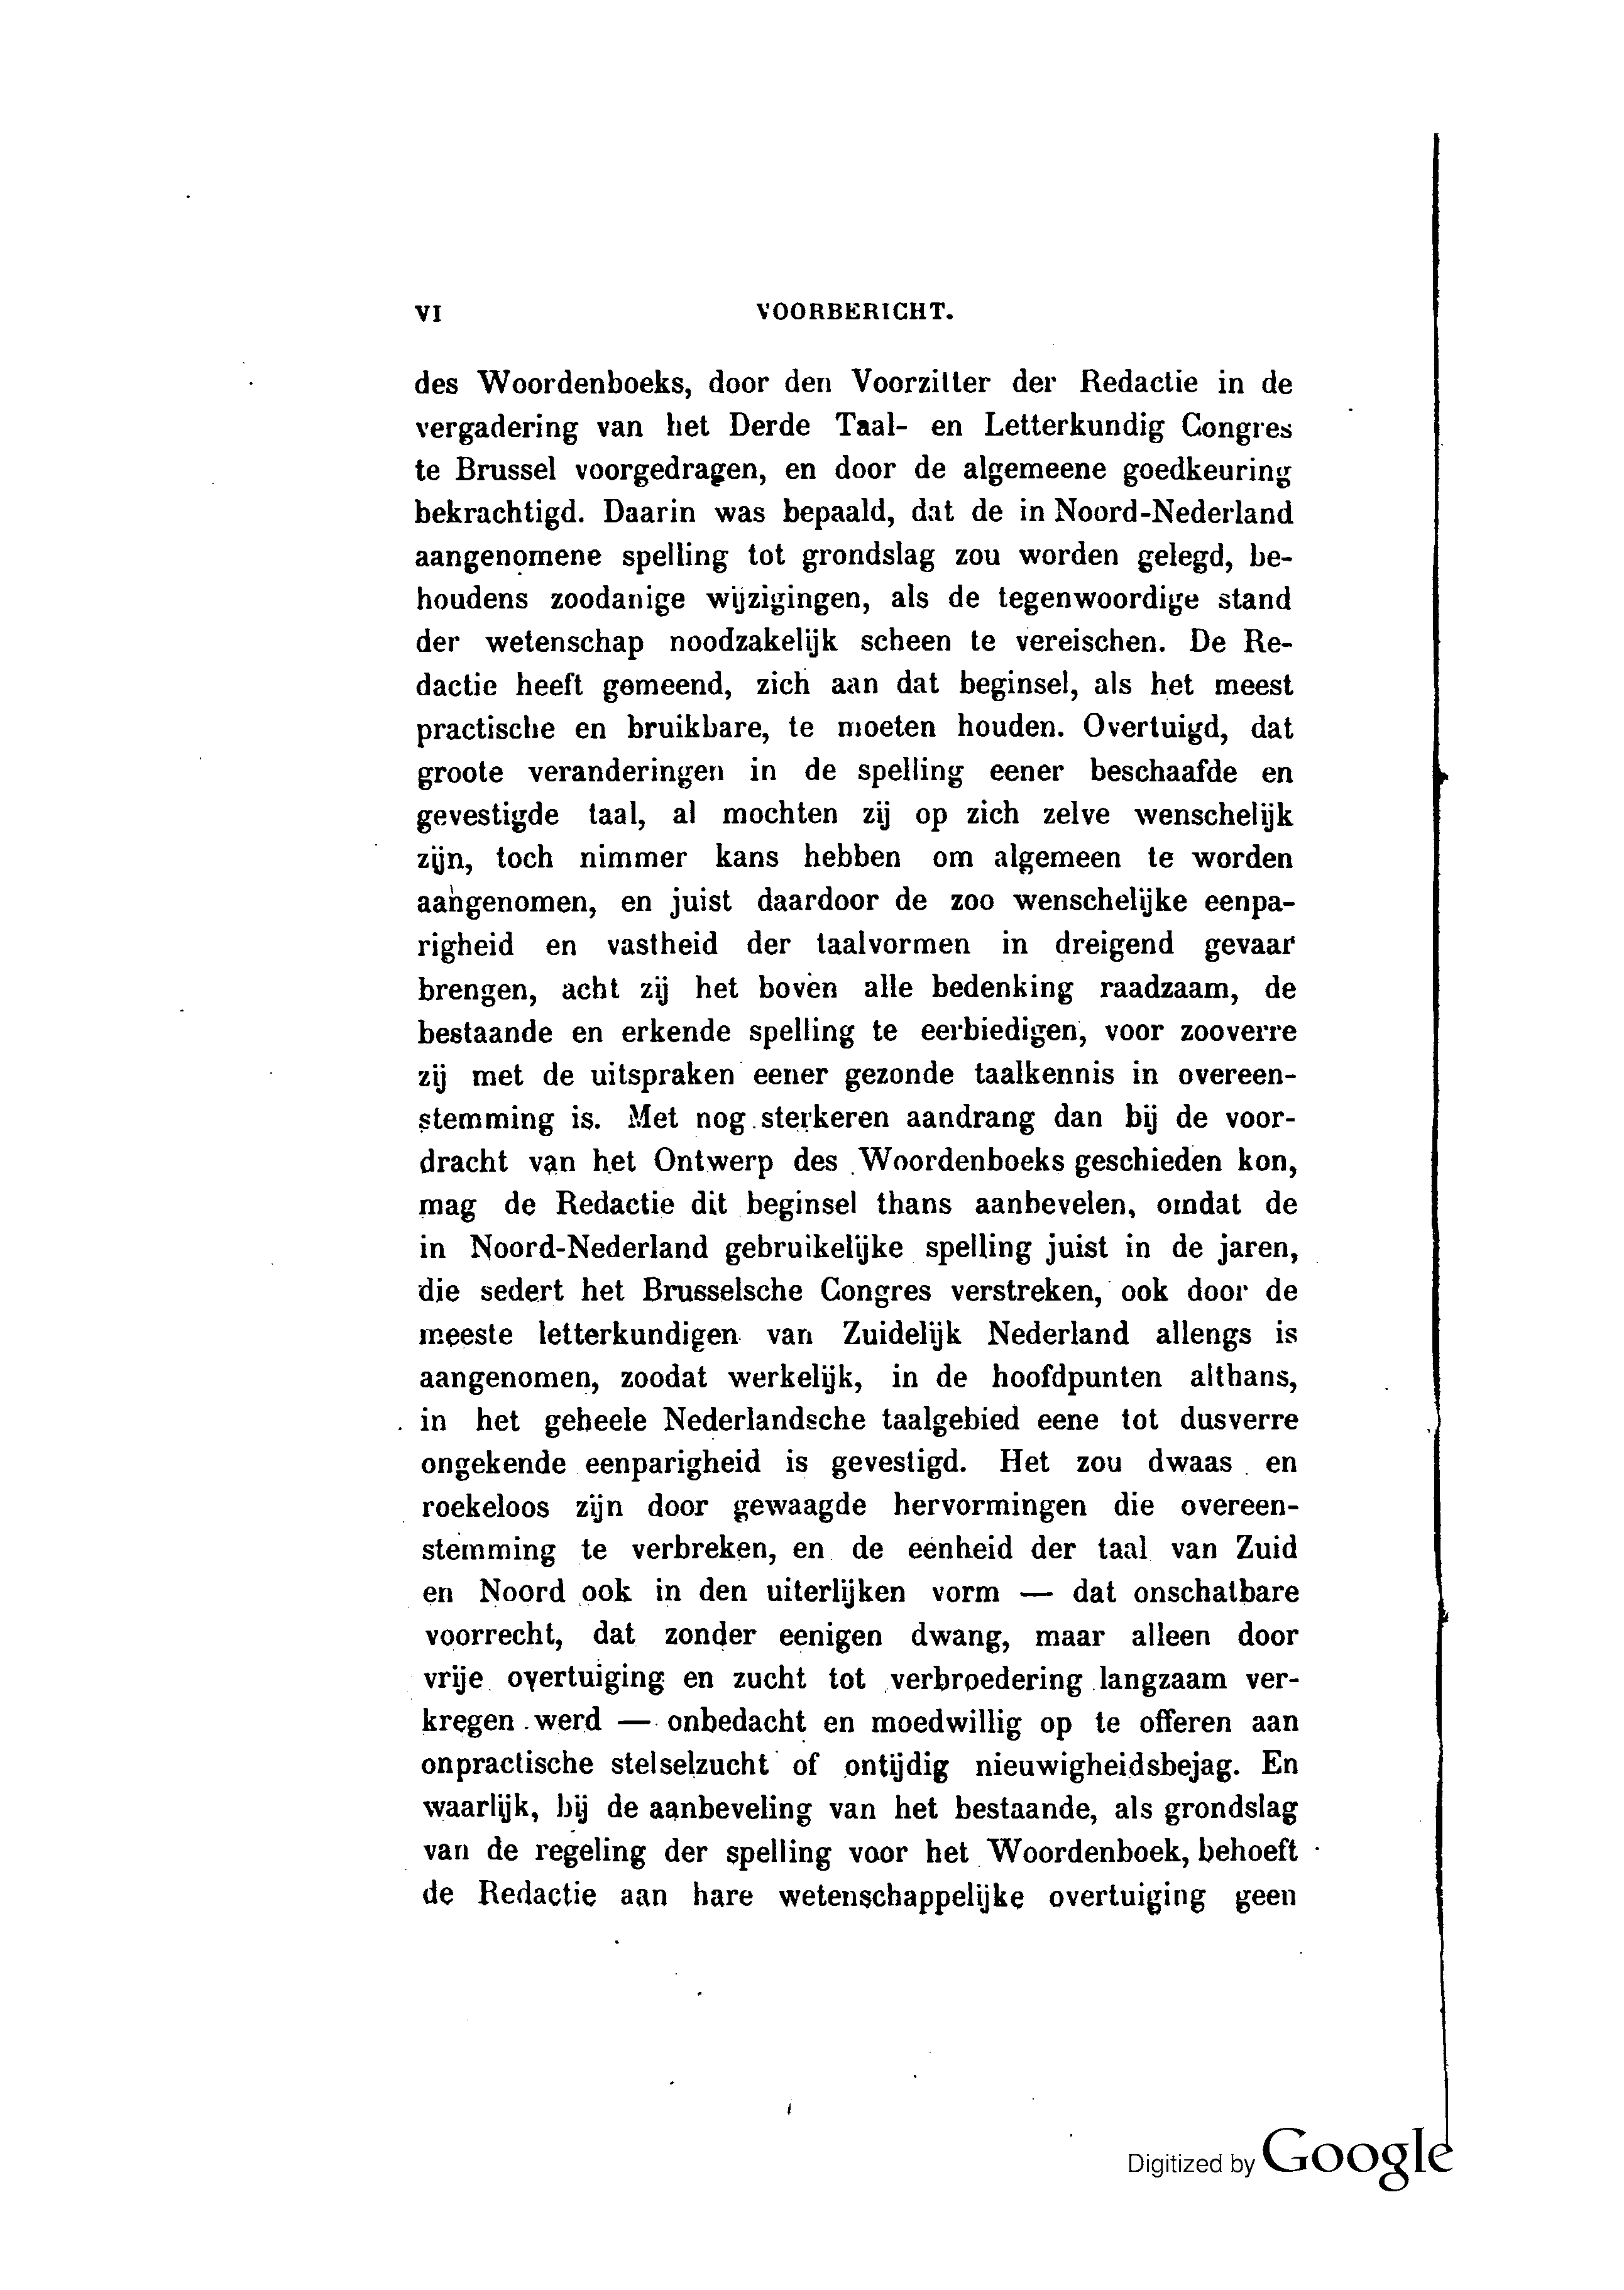 VI VOORBERICHT.
des Woordenboeks, door den Voorzitter der Redactie in de
vergadering van het Derde Taal- en Letterkundig Congres
te Brussel voorgedragen, en door de algemeene goedkeuring
bekrachtigd. Daarin was bepaald, dat de in Noord-Nederland
aangenomene spelling tot grondslag zou worden gelegd, be-
houdens zoodanige wijzigingen, als de tegenwoordige stand
der wetenschap noodzakelijk scheen te vereischen. De Re-
dactie heeft gemeend, zich aan dat beginsel, als het meest
practische en bruikbare, te moeten houden. Overtuigd, dat
groote veranderingen in de spelling eener beschaafde en
gevestigde taal, al mochten zij op zich zelve wenschelijk
zijn, toch nimmer kans hebben om algemeen te worden
aangenomen, en juist daardoor de zoo wenschelijke eenpa-
righeid en vastheid der taalvormen in dreigend gevaar
brengen, acht zij het boven alle bedenking raadzaam, de
bestaande en erkende spelling te eerbiedigen, voor zooverre
zij met de uitspraken eener gezonde taalkennis in overeen-
stemming is. Met nog sterkeren aandrang dan bij de voor-
dracht van het Ontwerp des Woordenboeks geschieden kon,
mag de Redactie dit beginsel thans aanbevelen, omdat de
in Noord-Nederland gebruikelijke spelling juist in de jaren,
die sedert het Brusselsche Congres verstreken, ook door de
meeste letterkundigen van Zuidelijk Nederland allengs is
aangenomen, zoodat werkelijk, in de hoofdpunten althans,
in het geheele Nederlandsche taalgebied eene tot dusverre
ongekende eenparigheid is gevestigd. Het zou dwaas en
roekeloos zijn door gewaagde hervormingen die overeen-
stemming te verbreken, en de eenheid der taal van Zuid
en Noord ook in den uiterlijken vorm — dat onschatbare
voorrecht, dat zonder eenigen dwang, maar alleen door
vrije overtuiging en zucht tot verbroedering langzaam ver-
kregen werd — onbedacht en moedwillig op te offeren aan
onpractische stelselzucht of ontijdig nieuwigheidsbejag. En
waarlijk, bij de aanbeveling van het bestaande, als grondslag
van de regeling der spelling voor het Woordenboek, behoeft
de Redactie aan hare wetenschappelijke overtuiging geen
Digitized by Google